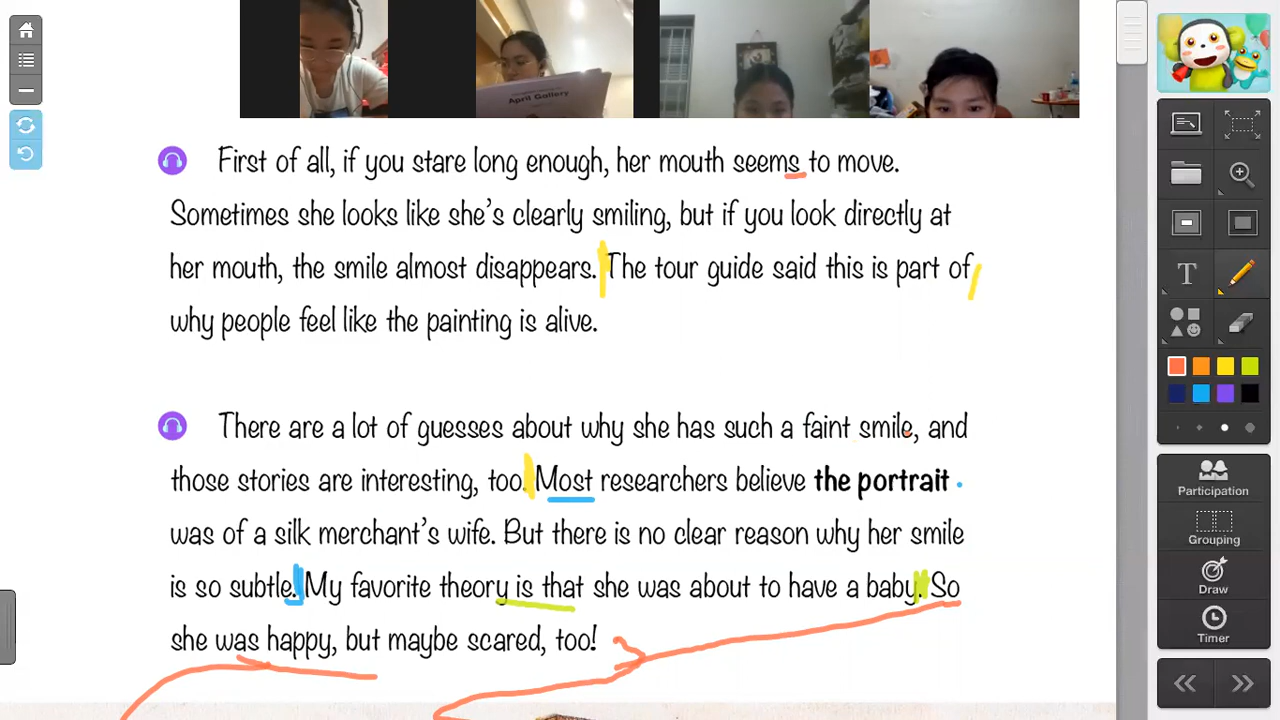 April Gallery
First of all, if you stare long enough, her mouth seems to move.
Sometimes she looks like she's clearly smiling, but if you look directly at
her mouth, the smile almost disappears. The tour guide said this is part of
why people feel like the painting is alive.
There are a lot of guesses about why she has such a faint smile, and
those stories are interesting, too. Most researchers believe the portrait
was of a silk merchant's wife. But there is no clear reason why her smile
is so subtle. My favorite theory is that she was about to have a baby. So
she was happy, but maybe scared, too!
T
Participation
Grouping
Draw
Timer